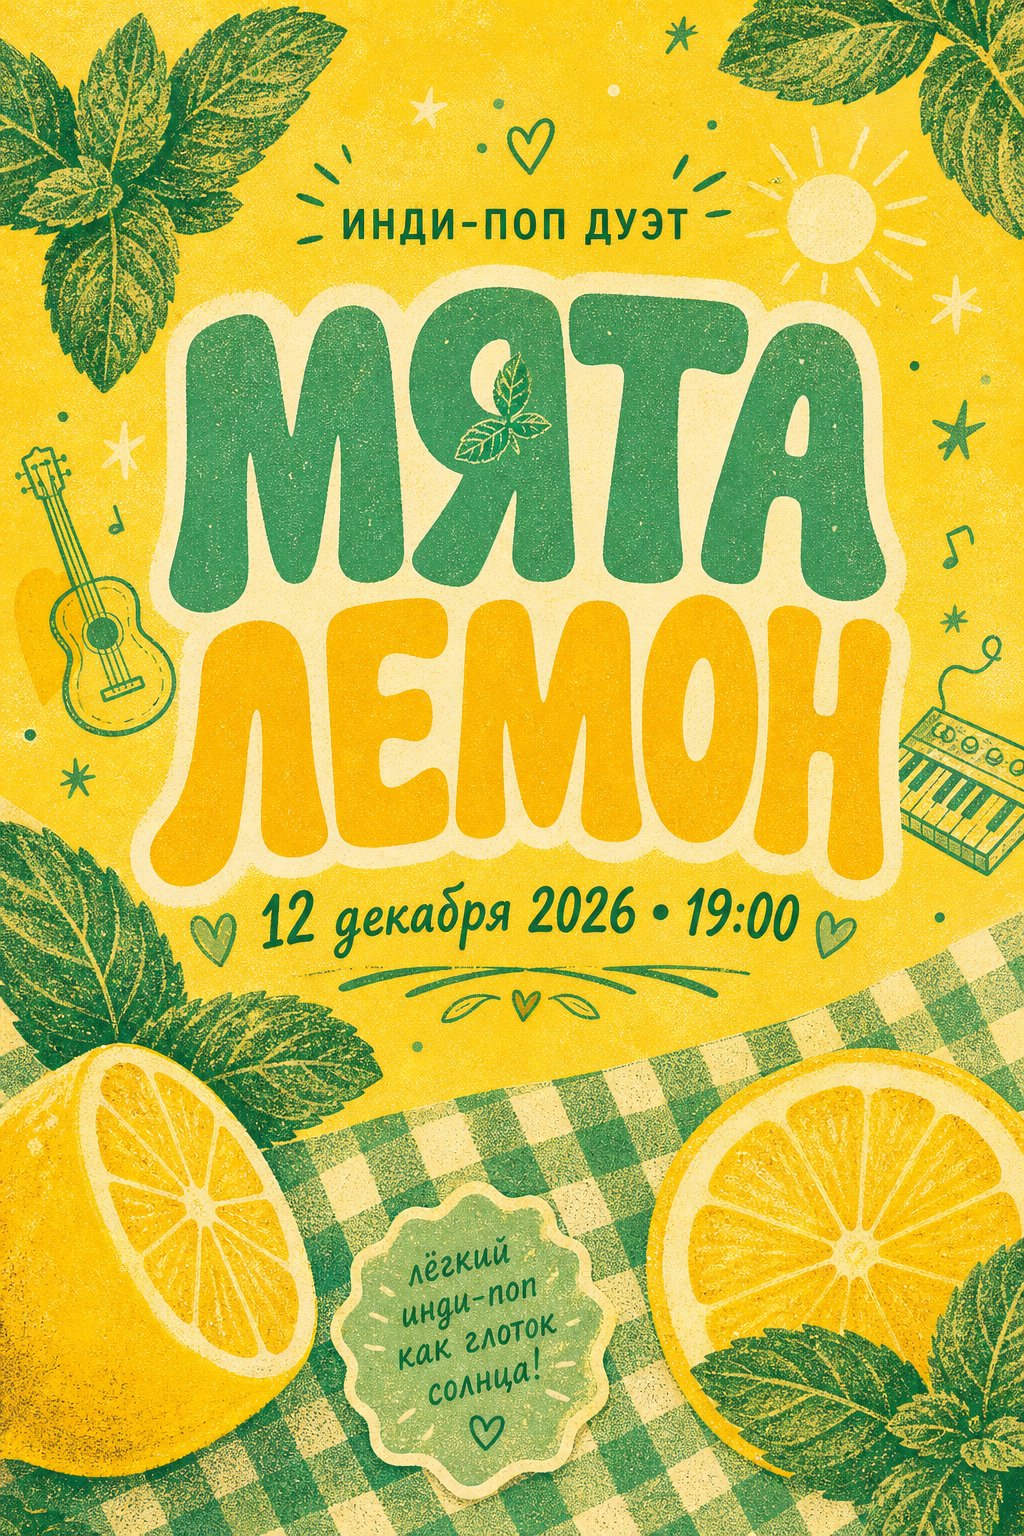 ИНДИ-ПОП ДУЭТ
МЯТА
ЛЕМОН
12 декабря 2026 • 19:00
лёгкий
инди-поп
как глоток
солнца!